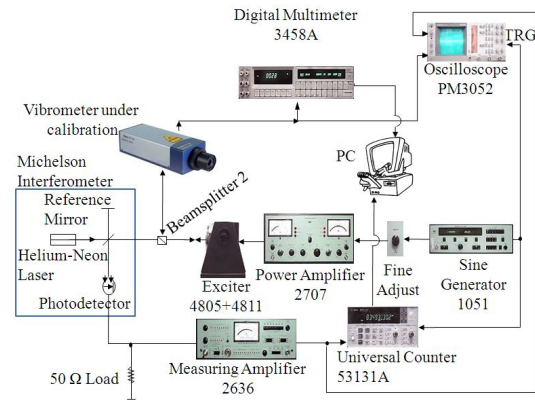 Digital Multimeter
3458A
TRG
Oscilloscope
PM3052
Vibrometer under
calibration
PC
Michelson
Interferometer
Reference
Mirror
Beamsplitter 2
Helium-Neon
Laser
Photodetector
Exciter
4805+4811
Power Amplifier
2707
Fine
Adjust
Sine
Generator
1051
50 Ω Load
Measuring Amplifier
2636
Universal Counter
53131A